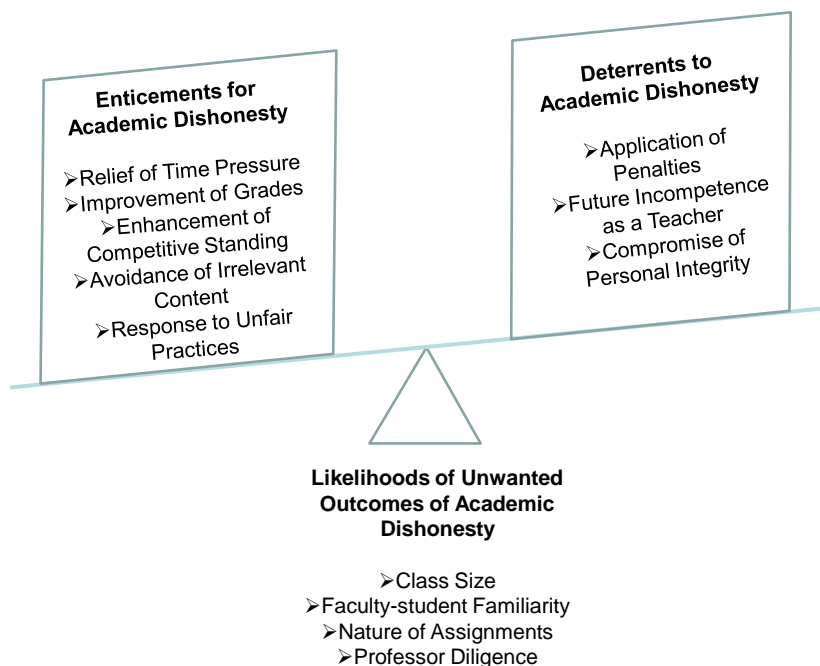 Enticements for
Academic Dishonesty
➢Relief of Time Pressure
➢Improvement of Grades
➢Enhancement of
Competitive Standing
➢Avoidance of Irrelevant
Content
➢Response to Unfair
Practices
Deterrents to
Academic Dishonesty
➢Application of
Penalties
➢Future Incompetence
as a Teacher
➢Compromise of
Personal Integrity
Likelihoods of Unwanted
Outcomes of Academic
Dishonesty
➢Class Size
➢Faculty-student Familiarity
➢Nature of Assignments
➢Professor Diligence